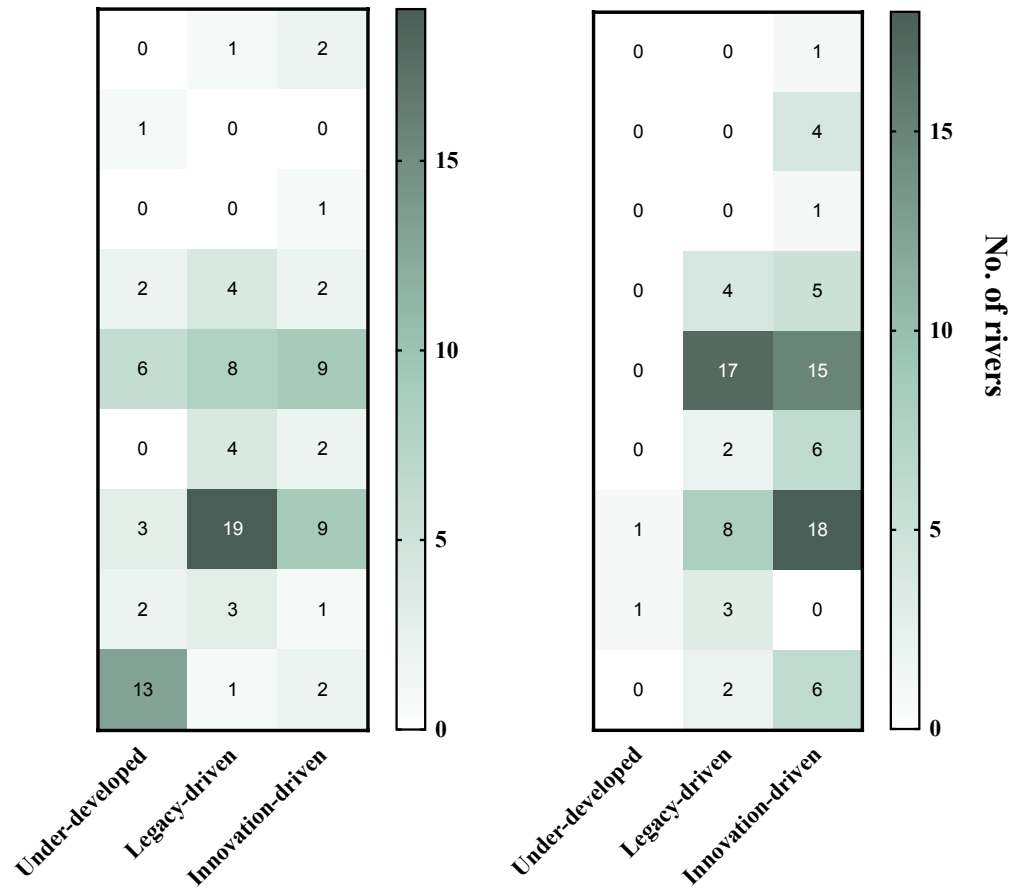 0 1 2
1 0 0
0 0 1
2 4 2
6 8 9
0 4 2
3 19 9
2 3 1
13 1 2
15
10
5
0
Under-developed
Legacy-driven
Innovation-driven
0 0 1
0 0 4
0 0 1
0 4 5
0 17 15
0 2 6
1 8 18
1 3 0
0 2 6
15
10
5
0
No. of rivers
Under-developed
Legacy-driven
Innovation-driven